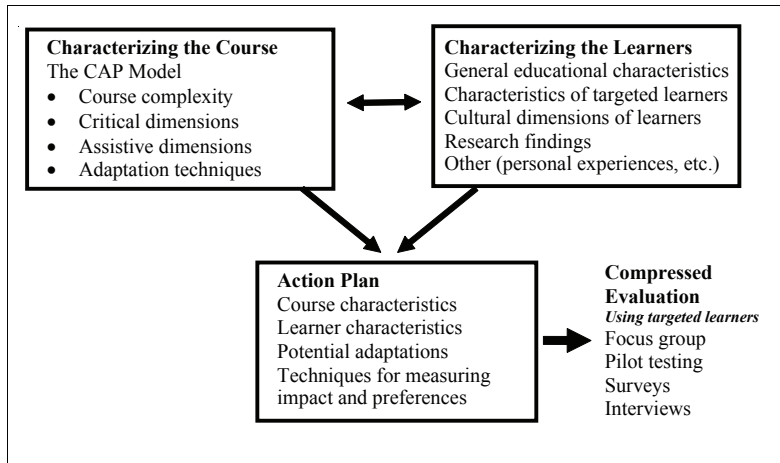 Characterizing the Course
The CAP Model
• Course complexity
• Critical dimensions
• Assistive dimensions
• Adaptation techniques
Characterizing the Learners
General educational characteristics
Characteristics of targeted learners
Cultural dimensions of learners
Research findings
Other (personal experiences, etc.)
Action Plan
Course characteristics
Learner characteristics
Potential adaptations
Techniques for measuring
impact and preferences
Compressed
Evaluation
Using targeted learners
Focus group
Pilot testing
Surveys
Interviews